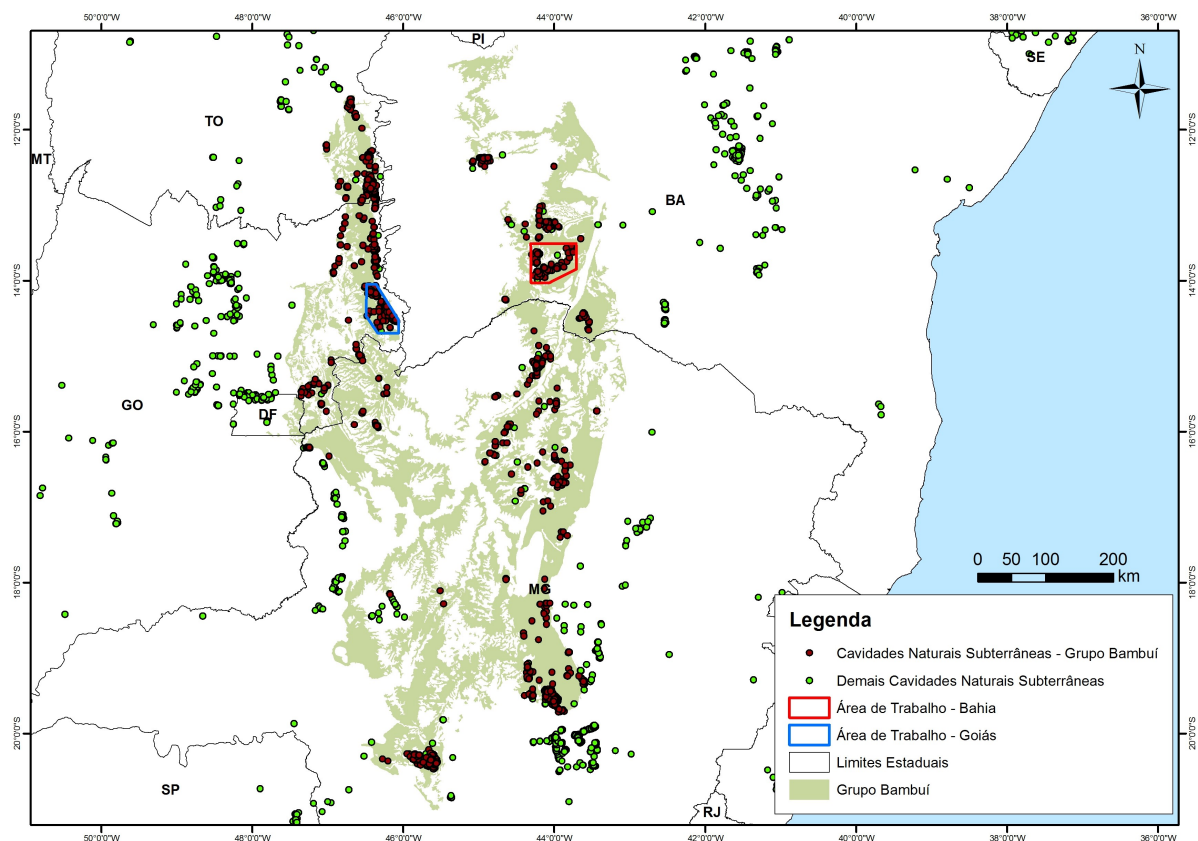 50°0'0"W 48°0'0"W 46°0'0"W 44°0'0"W 42°0'0"W 40°0'0"W 38°0'0"W 36°0'0"W
PI
SE
N
TO
12°0'0"S 12°0'0"S
MT
BA
14°0'0"S 14°0'0"S
GO
DF
16°0'0"S 16°0'0"S
0 50 100 200
km
18°0'0"S 18°0'0"S
MG
Legenda
Cavidades Naturais Subterrâneas - Grupo Bambuí
Demais Cavidades Naturais Subterrâneas
Área de Trabalho - Bahia
Área de Trabalho - Goiás
Limites Estaduais
Grupo Bambuí
20°0'0"S 20°0'0"S
SP
RJ
50°0'0"W 48°0'0"W 46°0'0"W 44°0'0"W 42°0'0"W 40°0'0"W 38°0'0"W 36°0'0"W